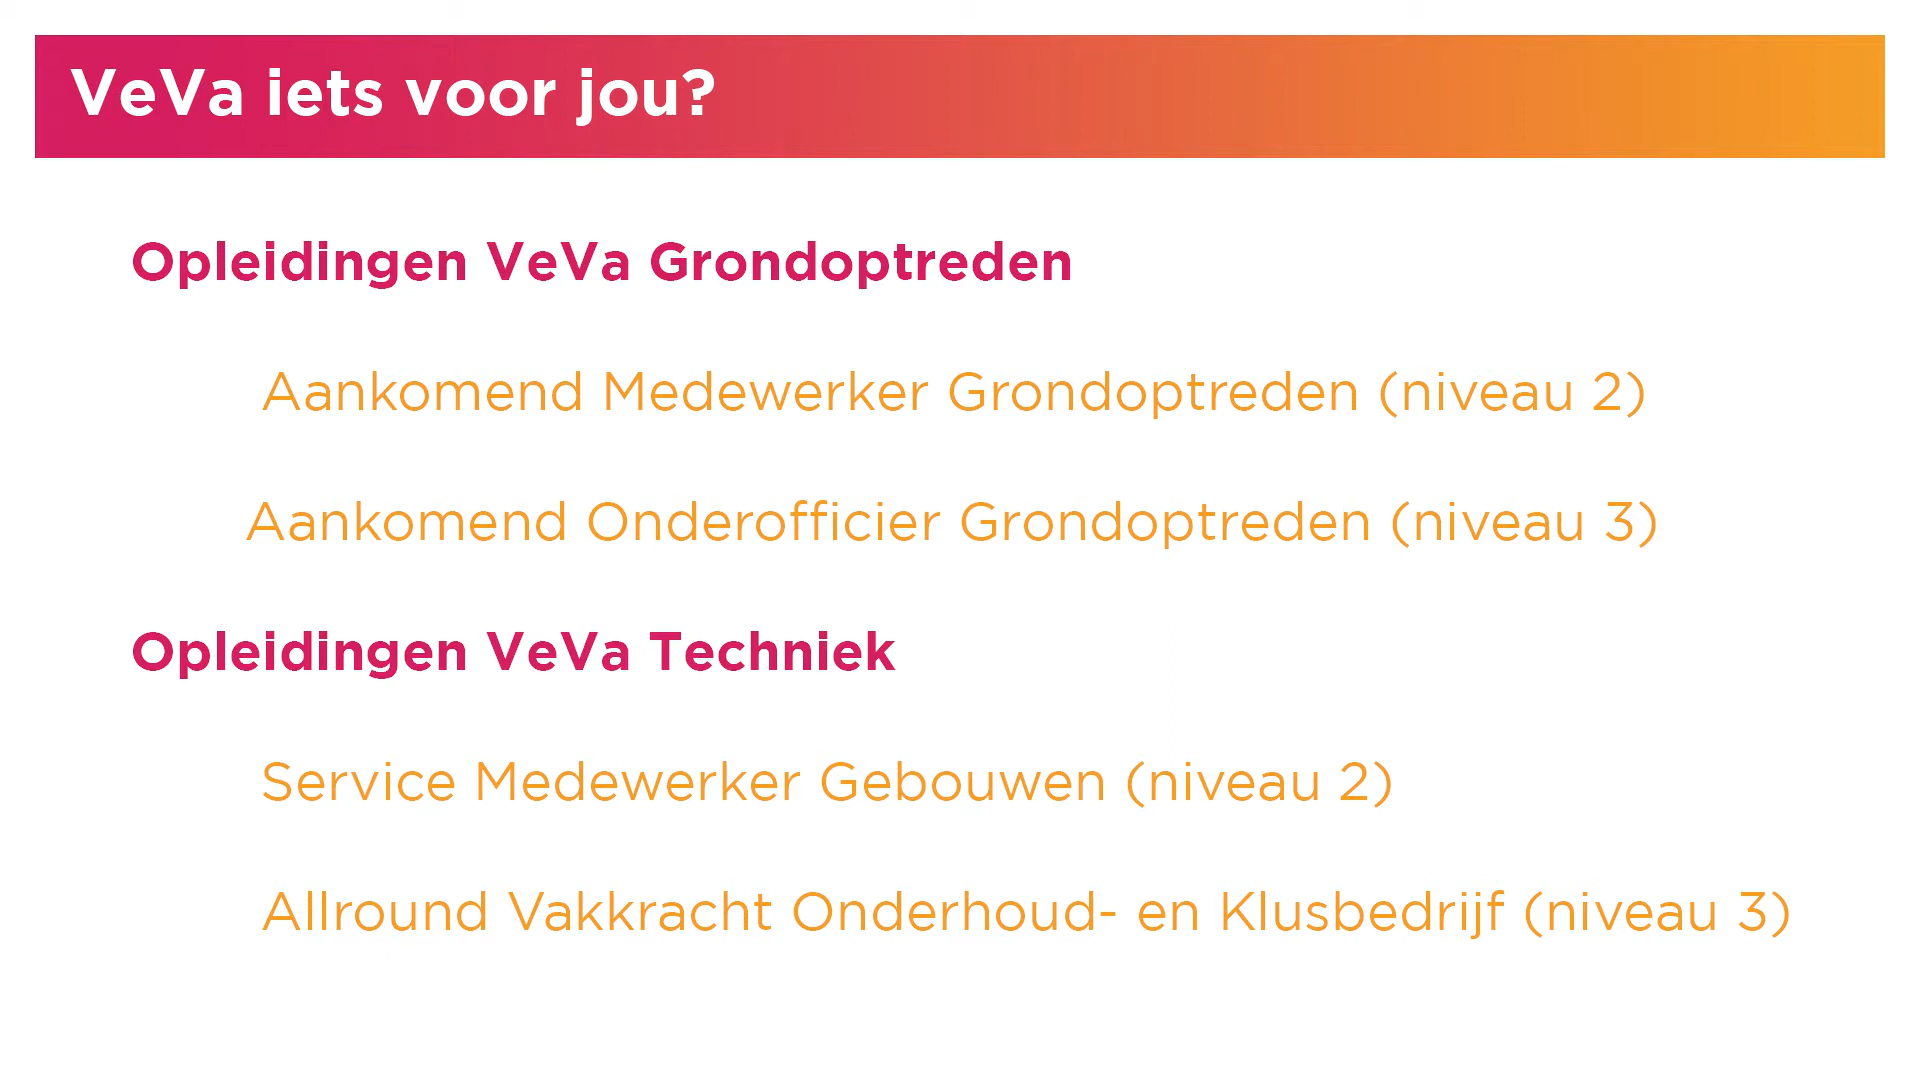 VeVa iets voor jou?
Opleidingen VeVa Grondoptreden
Aankomend Medewerker Grondoptreden (niveau 2)
Aankomend Onderofficier Grondoptreden (niveau 3)
Opleidingen VeVa Techniek
Service Medewerker Gebouwen (niveau 2)
Allround Vakkracht Onderhoud- en Klusbedrijf (niveau 3)